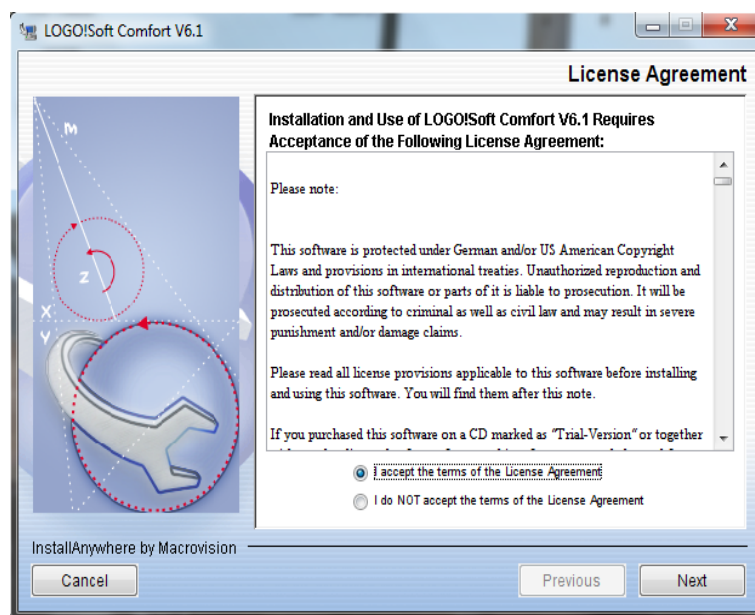 LOGO!Soft Comfort V6.1
License Agreement
M
Z
X
Y
Installation and Use of LOGO!Soft Comfort V6.1 Requires
Acceptance of the Following License Agreement:
Please note:
This software is protected under German and/or US American Copyright
Laws and provisions in international treaties. Unauthorized reproduction and
distribution of this software or parts of it is liable to prosecution. It will be
prosecuted according to criminal as well as civil law and may result in severe
punishment and/or damage claims.
Please read all license provisions applicable to this software before installing
and using this software. You will find them after this note.
If you purchased this software on a CD marked as "Trial-Version" or together
I accept the terms of the License Agreement
I do NOT accept the terms of the License Agreement
InstallAnywhere by Macrovision
Cancel
Previous
Next